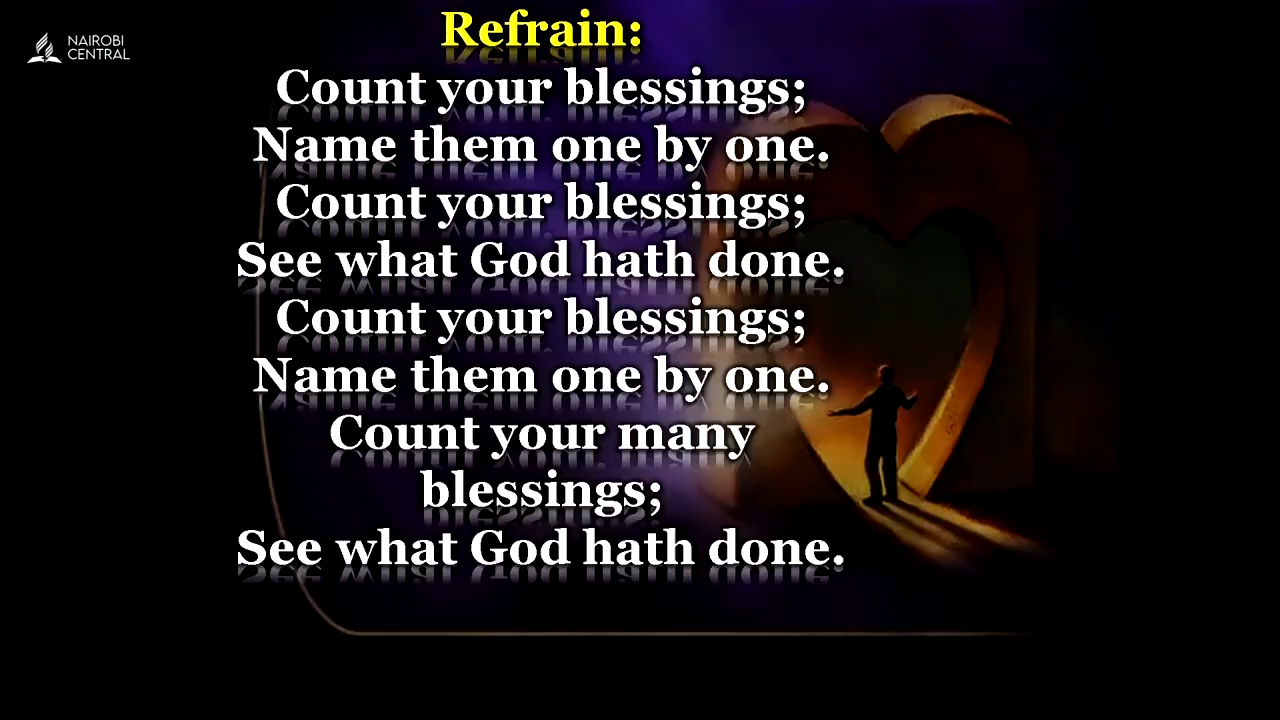 NAIROBI
CENTRAL
Refrain:
Count your blessings;
Name them one by one.
Count your blessings;
See what God hath done.
Count your blessings;
Name them one by one.
Count your many
blessings;
See what God hath done.